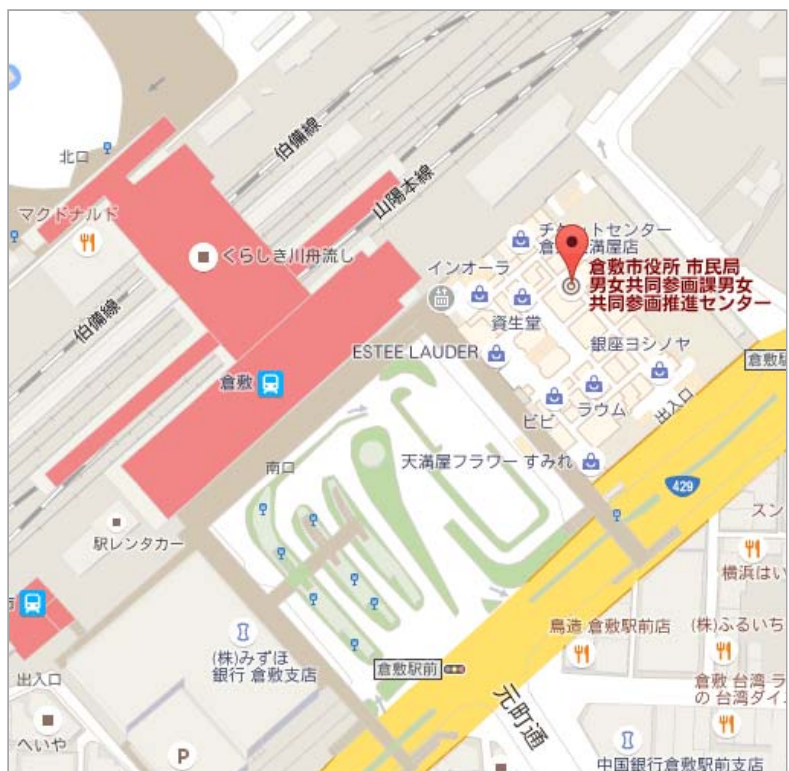 伯備線
北口
山陽本線
マクドナルド
チケットセンター
くらしき川舟流し
インオーラ
倉敷市役所 市民局
男女共同参画課男女
共同参画推進センター
伯備線
資生堂
ESTEE LAUDER
銀座ヨシノヤ
倉敷
ラウム
ビビ
出入口
南口
天満屋フラワー すみれ
429
スン
駅レンタカー
横浜はい
鳥造 倉敷駅前店
(株)ふるいち
(株)みずほ
銀行 倉敷支店
倉敷駅前
出入口
倉敷 台湾 ラ
の 台湾ダイ
元町通
へいや
P
中国銀行倉敷駅前支店